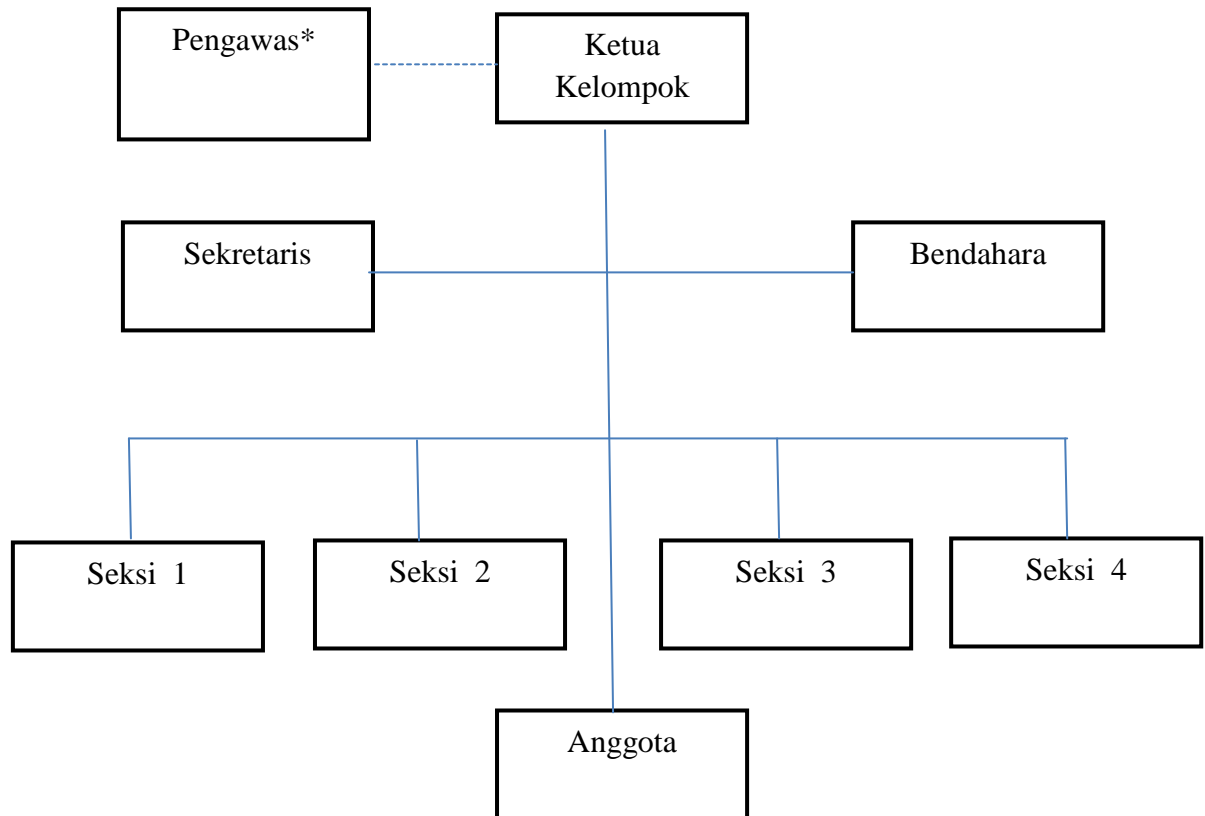 Pengawas*
Ketua
Kelompok
Sekretaris
Bendahara
Seksi 1
Seksi 2
Seksi 3
Seksi 4
Anggota